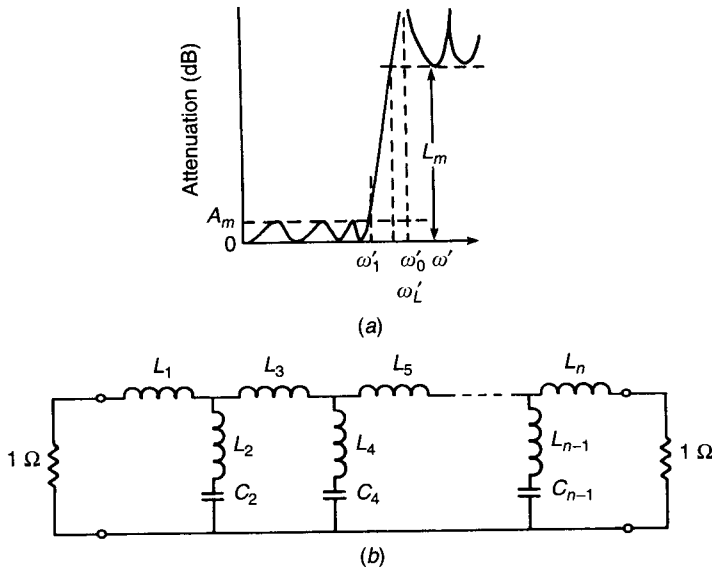 Attenuation (dB)
A_m
0
L_m
ω'_1
ω'_0
ω'
ω'_L
(a)
L_1
L_3
L_5
L_n
1 Ω
L_2
L_4
L_{n–1}
1 Ω
C_2
C_4
C_{n–1}
(b)